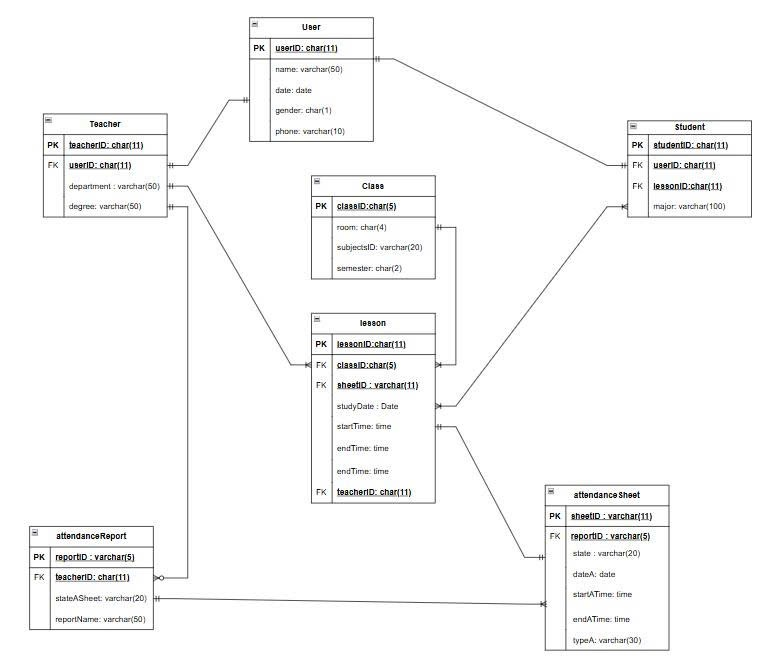 User
PK userID: char(11)
name: varchar(50)
date: date
gender: char(1)
phone: varchar(10)
Teacher
PK teacherID: char(11)
FK userID: char(11)
department : varchar(50)
degree: varchar(50)
Student
PK studentID: char(11)
FK userID: char(11)
FK lessonID:char(11)
major: varchar(100)
Class
PK classID:char(5)
room: char(4)
subjectsID: varchar(20)
semester: char(2)
lesson
PK lessonID:char(11)
FK classID:char(5)
FK sheetID : varchar(11)
studyDate : Date
startTime: time
endTime: time
endTime: time
FK teacherID: char(11)
attendanceSheet
PK sheetID : varchar(11)
FK reportID : varchar(5)
state : varchar(20)
dateA: date
startATime: time
endATime: time
typeA: varchar(30)
attendanceReport
PK reportID : varchar(5)
FK teacherID: char(11)
stateASheet: varchar(20)
reportName: varchar(50)